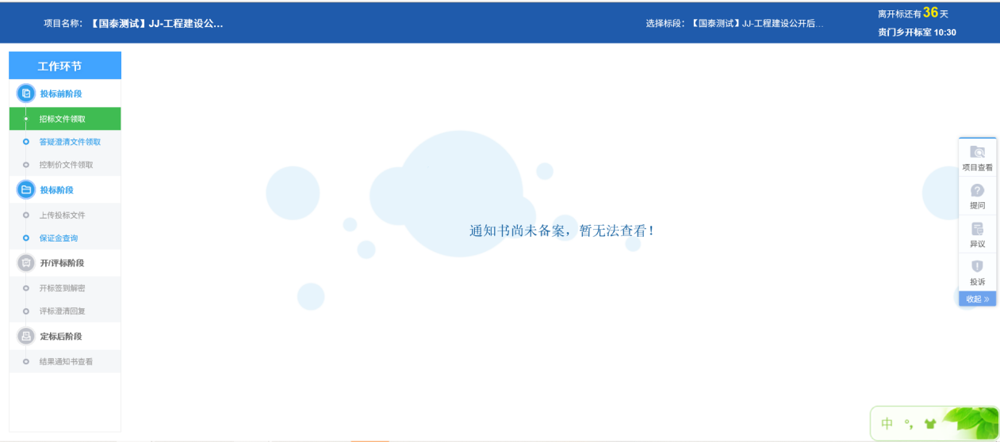 项目名称：【国泰测试】JJ-工程建设公...
选择标段：【国泰测试】JJ-工程建设公开后...
离开标还有36天
贵门乡开标室 10:30
工作环节
投标前阶段
招标文件领取
答疑澄清文件领取
控制价文件领取
投标阶段
上传投标文件
保证金查询
开/评标阶段
开标签到解密
评标澄清回复
定标后阶段
结果通知书查看
通知书尚未备案，暂无法查看！
项目查看
提问
异议
投诉
收起 »
中 °,